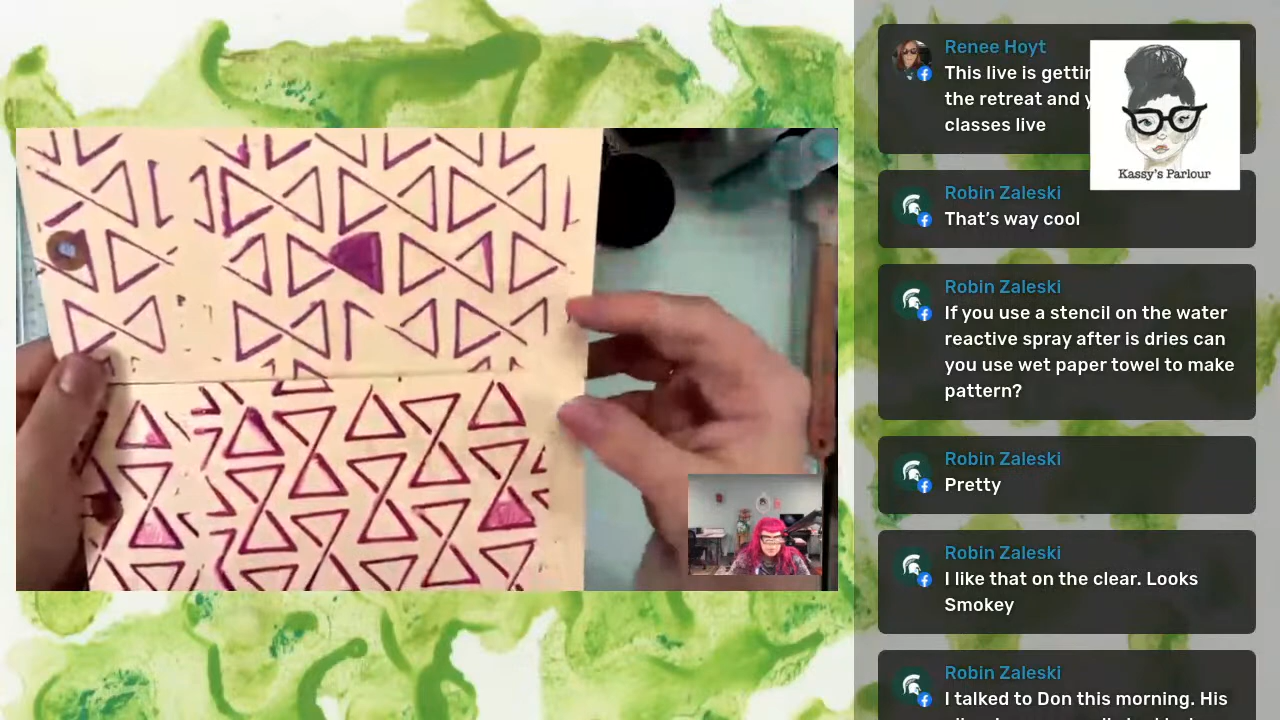 Renee Hoyt
This live is
the retreat and
classes live
Kassy's Parlour
Robin Zaleski
That's way cool
Robin Zaleski
If you use a stencil on the water
reactive spray after is dries can
you use wet paper towel to make
pattern?
Robin Zaleski
Pretty
Robin Zaleski
I like that on the clear. Looks
Smokey
Robin Zaleski
I talked to Don this morning. His